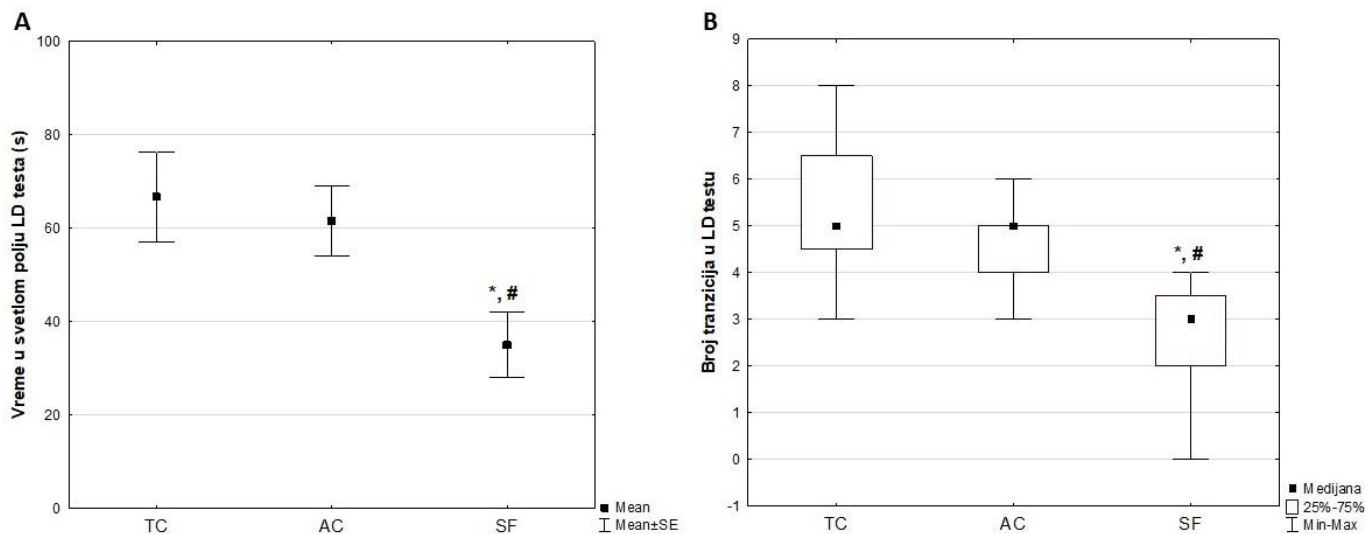 A
Vreme u svetlom polju LD testa (s)
100
80
60
40
20
0
*, #
TC
AC
SF
Mean
Mean±SE
B
Broj tranzicija u LD testu
9
8
7
6
5
4
3
2
1
0
-1
*, #
TC
AC
SF
Medijana
25%-75%
Min-Max